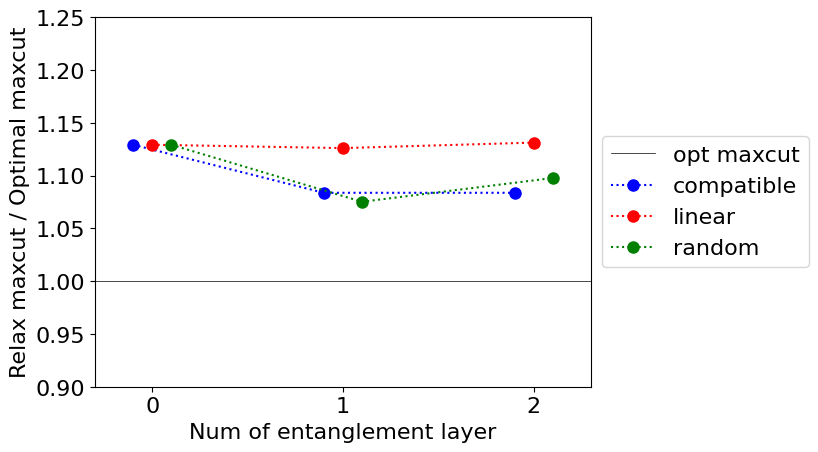 1.25
1.20
1.15
1.10
1.05
1.00
0.95
0.90
Relax maxcut / Optimal maxcut
0 1 2
Num of entanglement layer
opt maxcut
compatible
linear
random